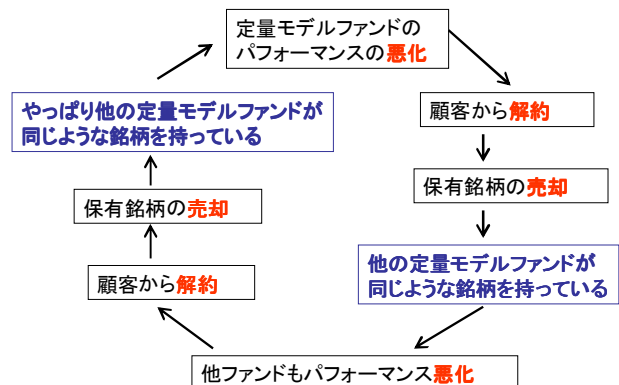 定量モデルファンドの
パフォーマンスの悪化
顧客から解約
保有銘柄の売却
他の定量モデルファンドが
同じような銘柄を持っている
他ファンドもパフォーマンス悪化
顧客から解約
保有銘柄の売却
やっぱり他の定量モデルファンドが
同じような銘柄を持っている